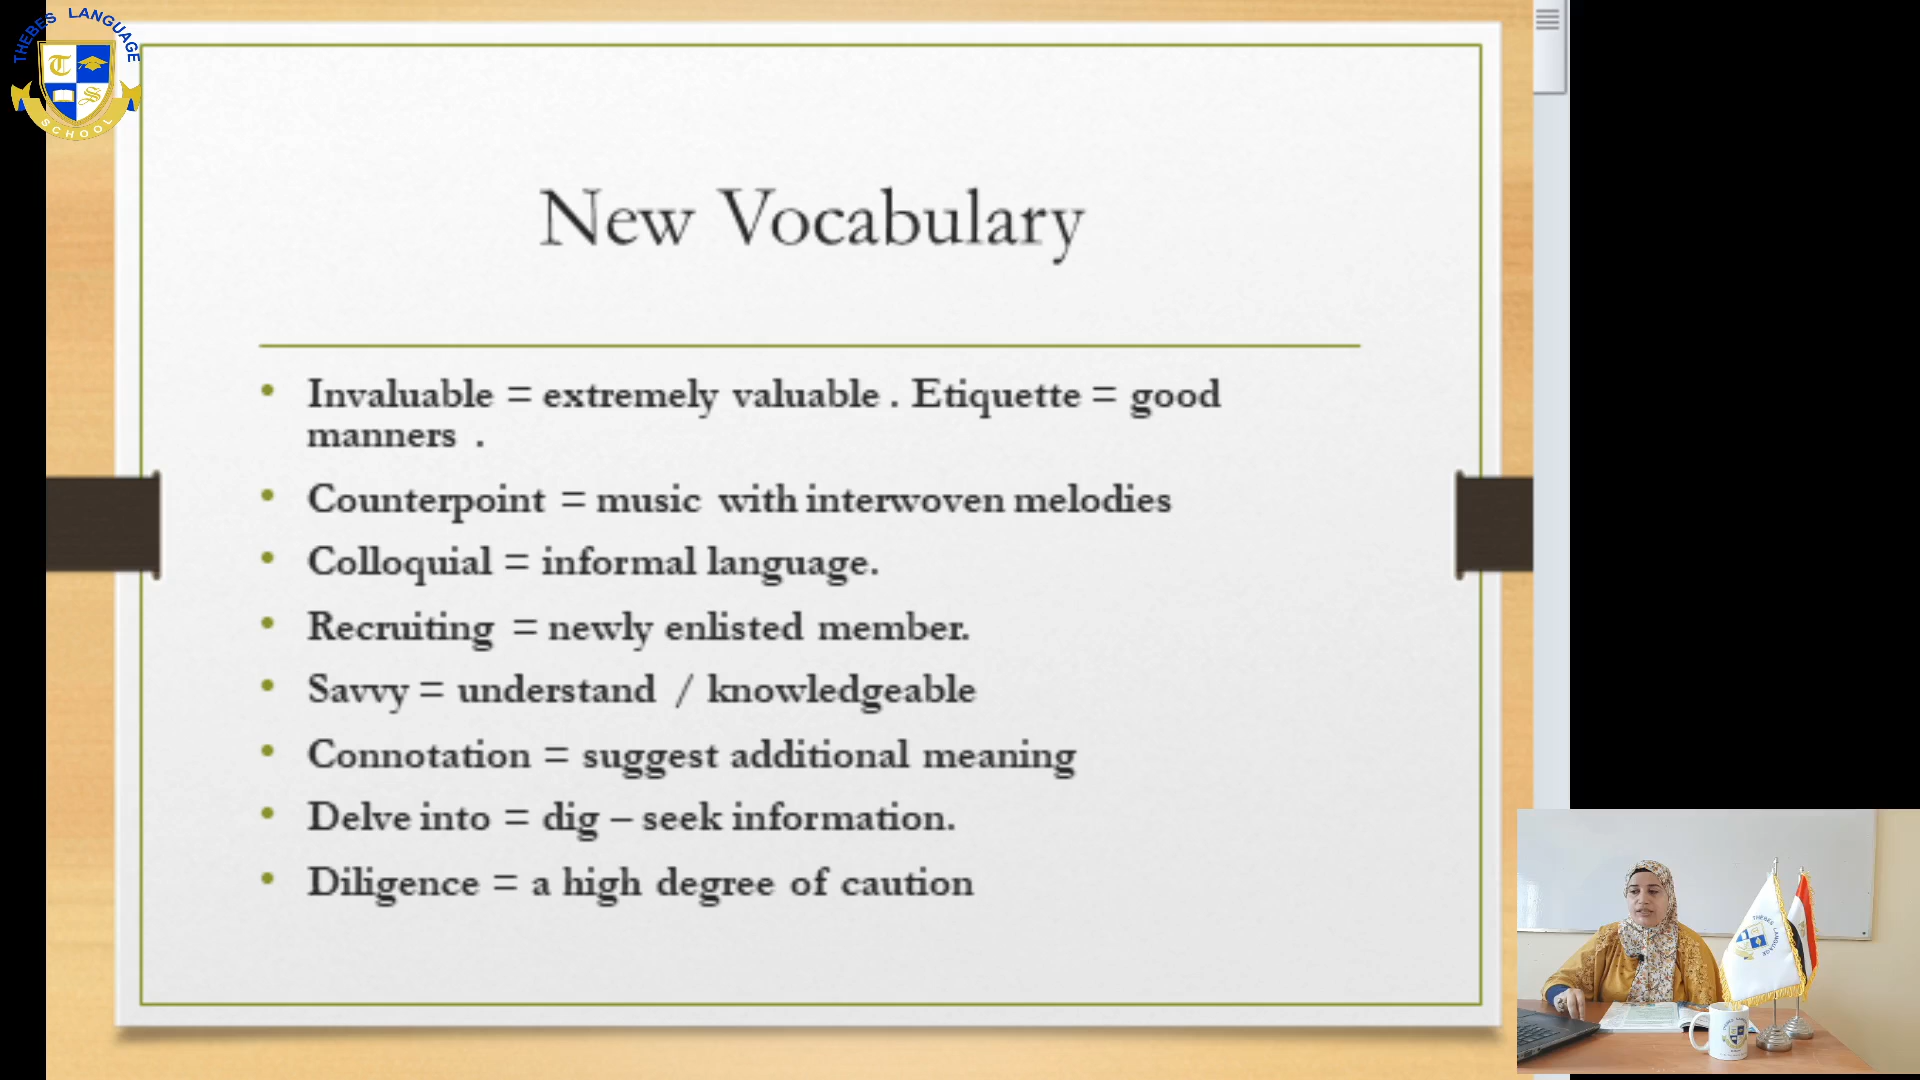 THEBES LANGUAGE
SCHOOL
New Vocabulary
• Invaluable = extremely valuable . Etiquette = good
manners .
• Counterpoint = music with interwoven melodies
• Colloquial = informal language.
• Recruiting = newly enlisted member.
• Savvy = understand / knowledgeable
• Connotation = suggest additional meaning
• Delve into = dig – seek information.
• Diligence = a high degree of caution
THEBES LANGUAGE